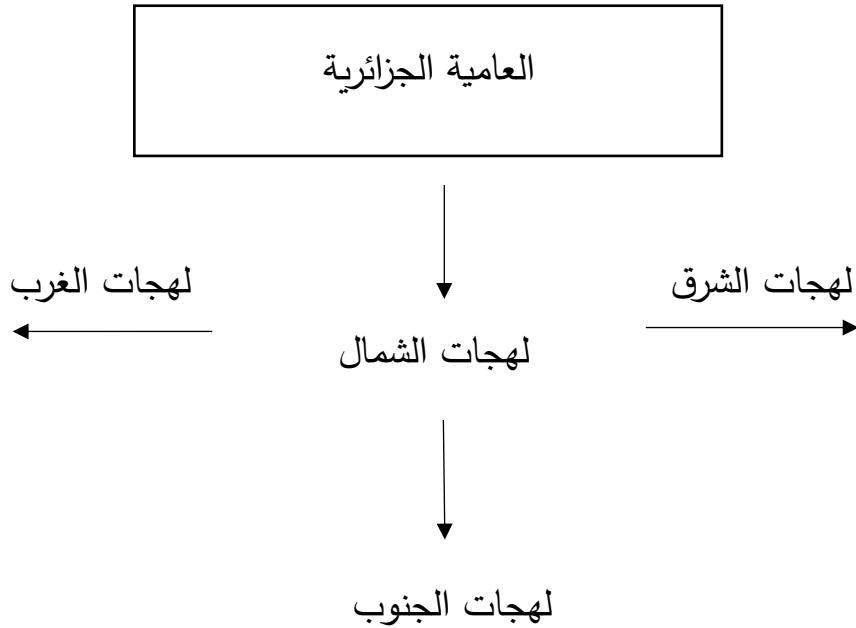 العامية الجزائرية
لهجات الشرق
لهجات الغرب
لهجات الشمال
لهجات الجنوب